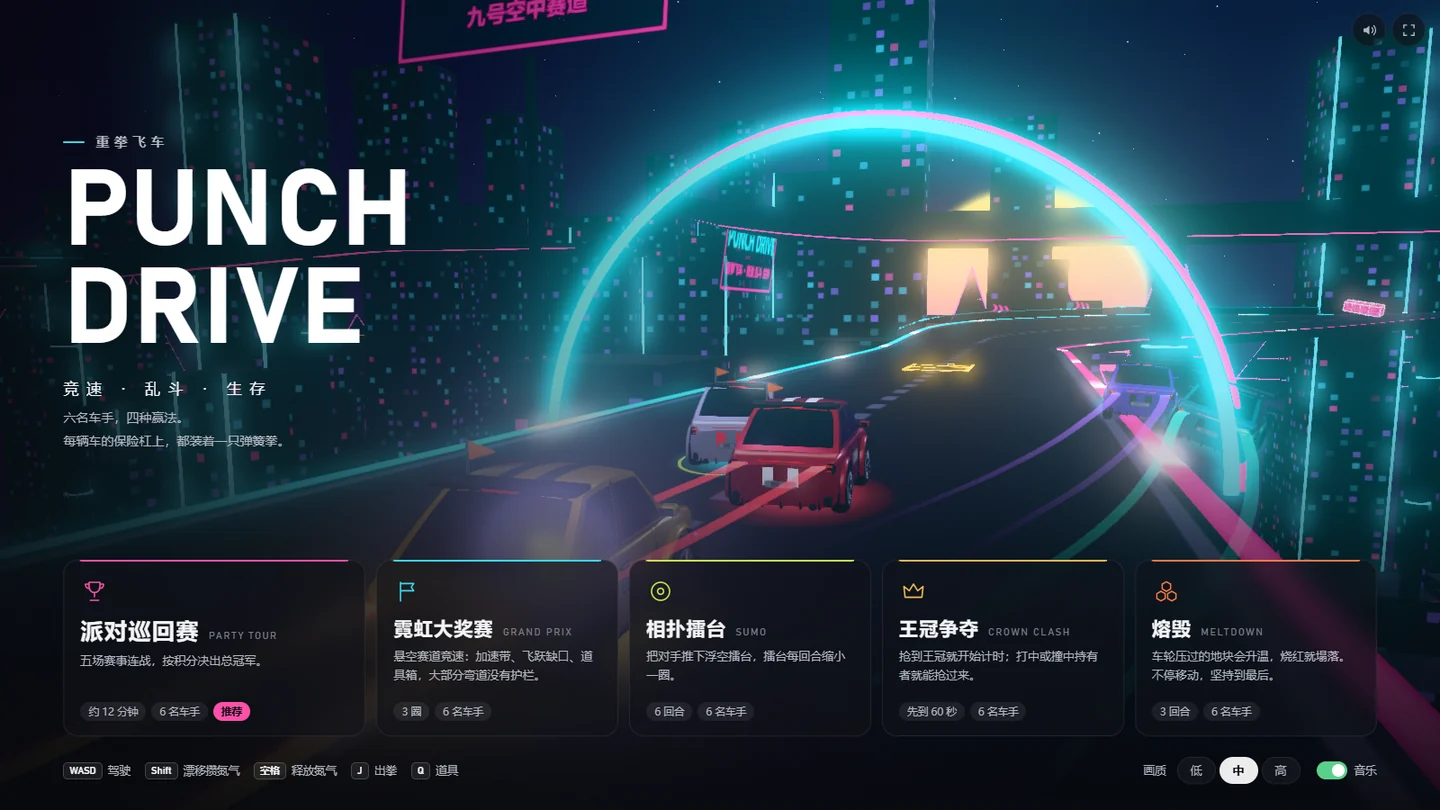 九号空中赛道
重拳飞车
PUNCH
DRIVE
PUNCH DRIVE
竞速 · 乱斗 · 生存
六名车手，四种赢法。
每辆车的保险杠上，都装着一只弹簧拳。
派对巡回赛 PARTY TOUR
五场赛事连战，按积分决出总冠军。
约 12 分钟 6 名车手 推荐
霓虹大奖赛 GRAND PRIX
悬空赛道竞速：加速带、飞跃缺口、道
具箱，大部分弯道没有护栏。
3 圈 6 名车手
相扑擂台 SUMO
把对手推下浮空擂台，擂台每回合缩小
一圈。
6 回合 6 名车手
王冠争夺 CROWN CLASH
抢到王冠就开始计时；打中或撞中持有
者就能抢过来。
先到 60 秒 6 名车手
熔毁 MELTDOWN
车轮压过的地块会升温，烧红就塌落。
不停移动，坚持到最后。
3 回合 6 名车手
WASD 驾驶 Shift 漂移攒氮气 空格 释放氮气 J 出拳 Q 道具
画质 低 中 高 音乐